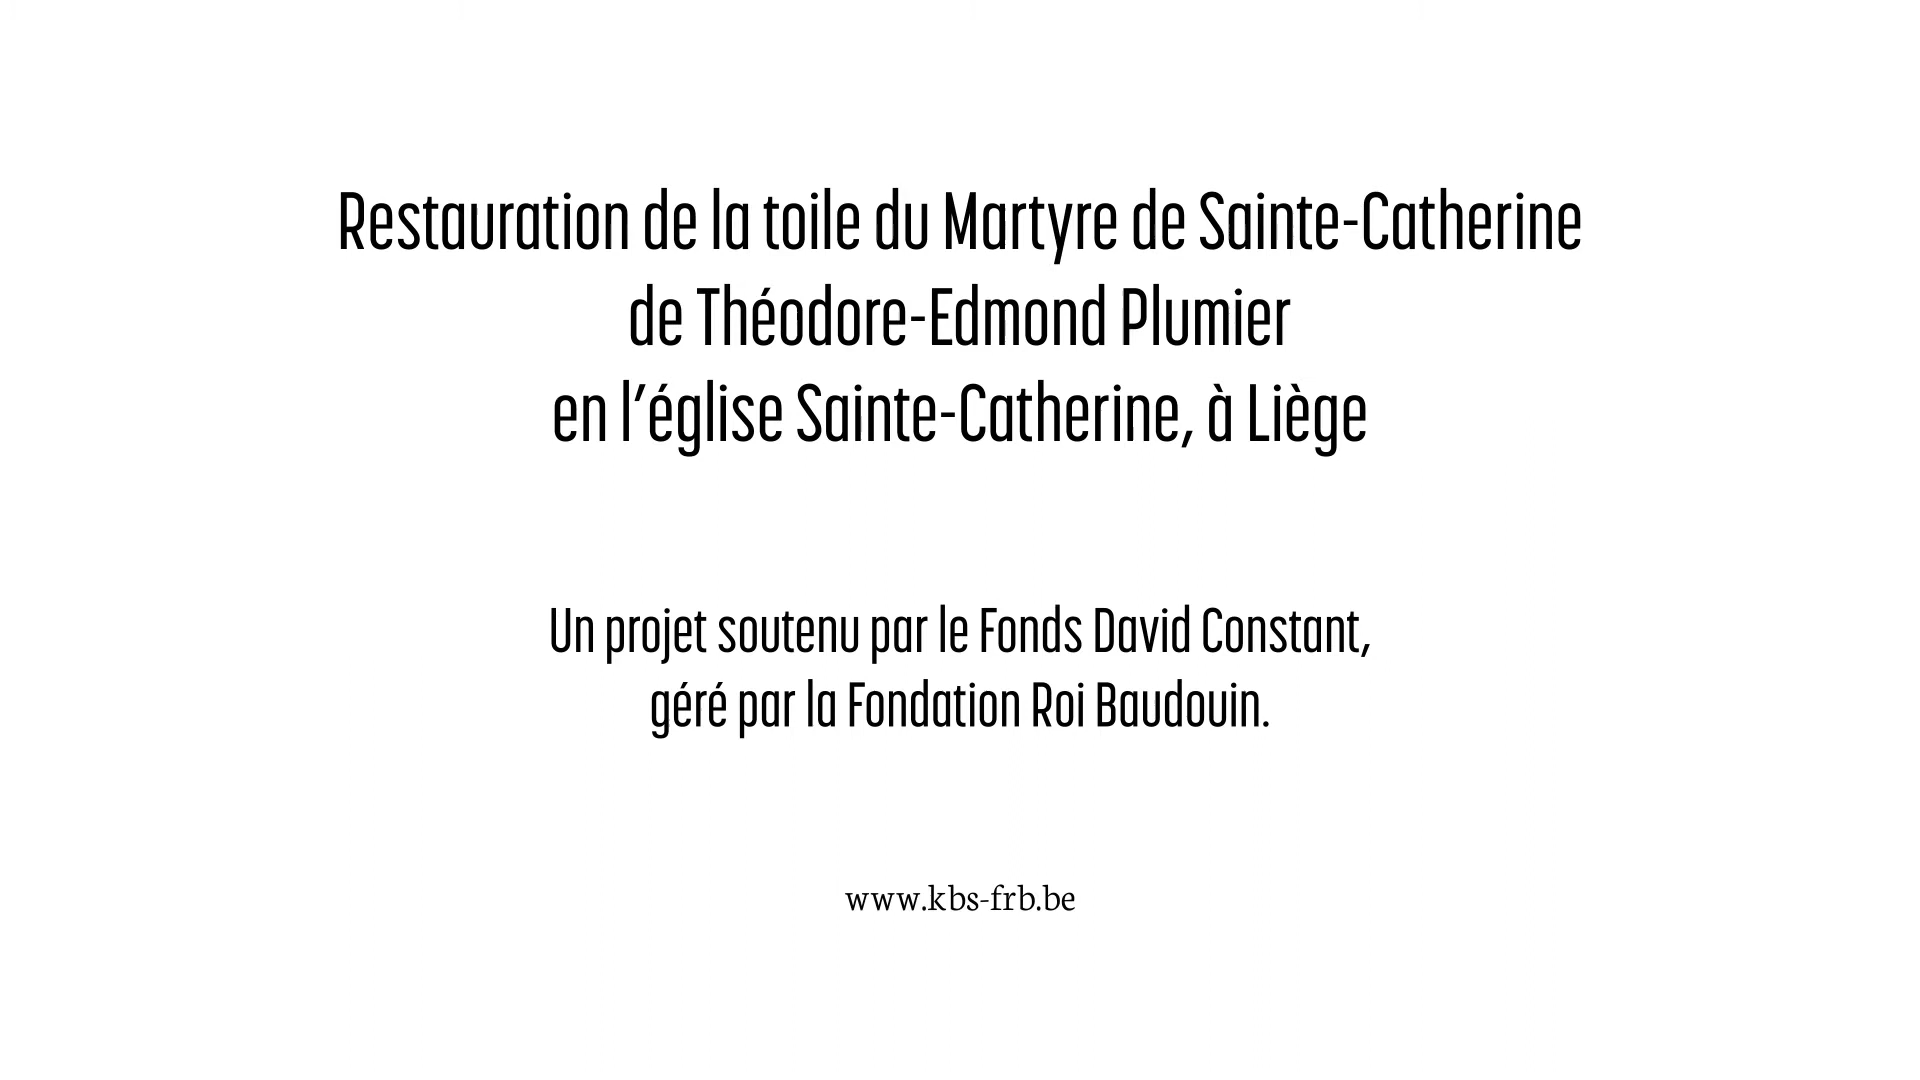 Restauration de la toile du Martyre de Sainte-Catherine
de Théodore-Edmond Plumier
en l’église Sainte-Catherine, à Liège
Un projet soutenu par le Fonds David Constant,
géré par la Fondation Roi Baudouin.
www.kbs-frb.be